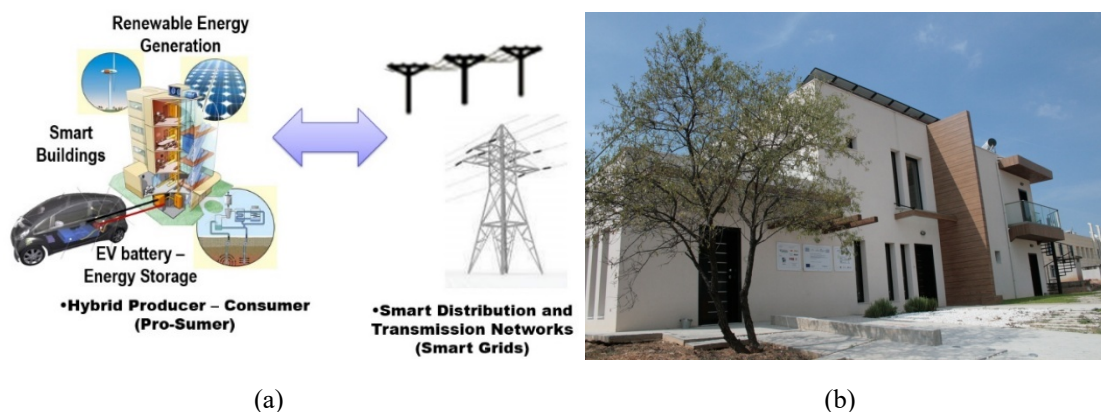 Renewable Energy
Generation
Smart
Buildings
EV battery –
Energy Storage
•Hybrid Producer – Consumer
(Pro-Sumer)
•Smart Distribution and
Transmission Networks
(Smart Grids)
(a)
(b)